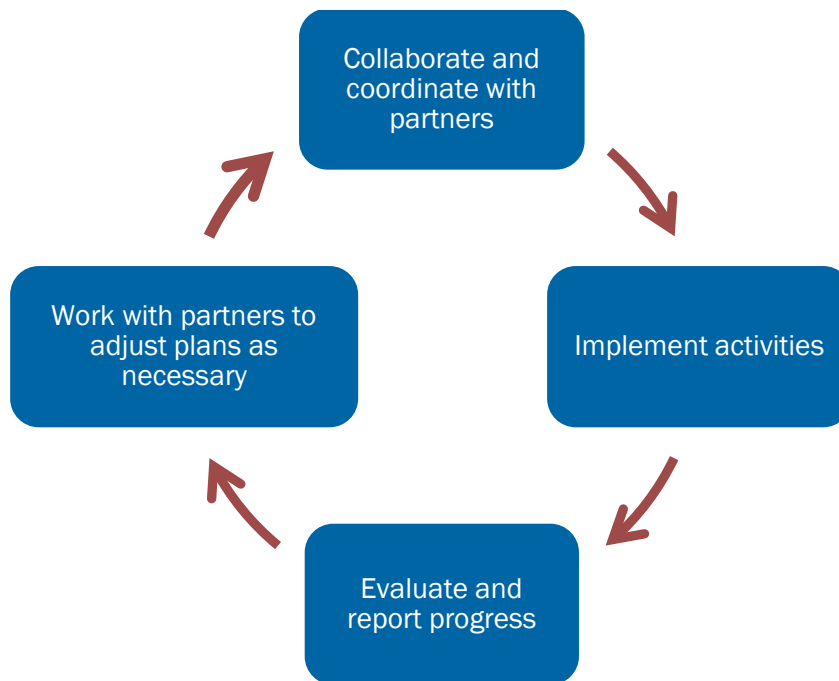 Collaborate and
coordinate with
partners
Implement activities
Evaluate and
report progress
Work with partners to
adjust plans as
necessary